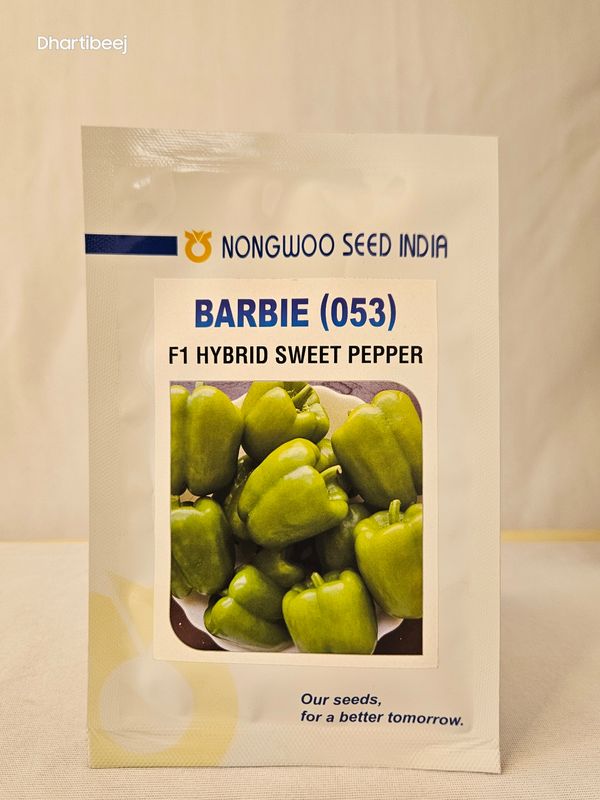 Dhartibeej
NONGWOO SEED INDIA
BARBIE (053)
F1 HYBRID SWEET PEPPER
Our seeds,
for a better tomorrow.